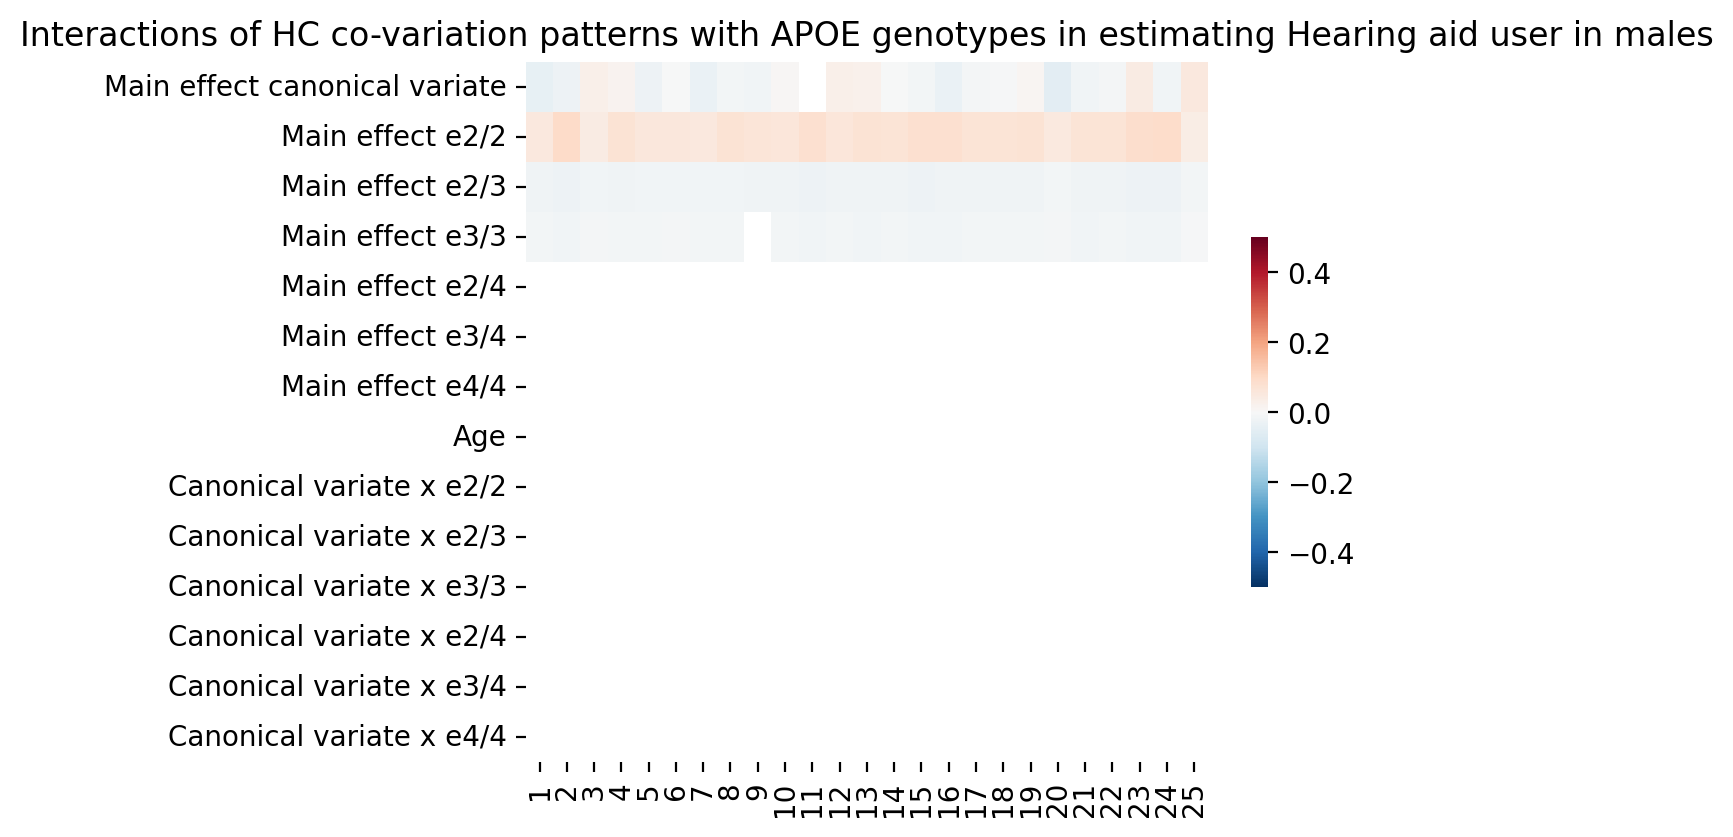 Interactions of HC co-variation patterns with APOE genotypes in estimating Hearing aid user in males
Main effect canonical variate
Main effect e2/2
Main effect e2/3
Main effect e3/3
Main effect e2/4
Main effect e3/4
Main effect e4/4
Age
Canonical variate x e2/2
Canonical variate x e2/3
Canonical variate x e3/3
Canonical variate x e2/4
Canonical variate x e3/4
Canonical variate x e4/4
1 2 3 4 5 6 7 8 9 10 11 12 13 14 15 16 17 18 19 20 21 22 23 24 25
0.4
0.2
0.0
−0.2
−0.4